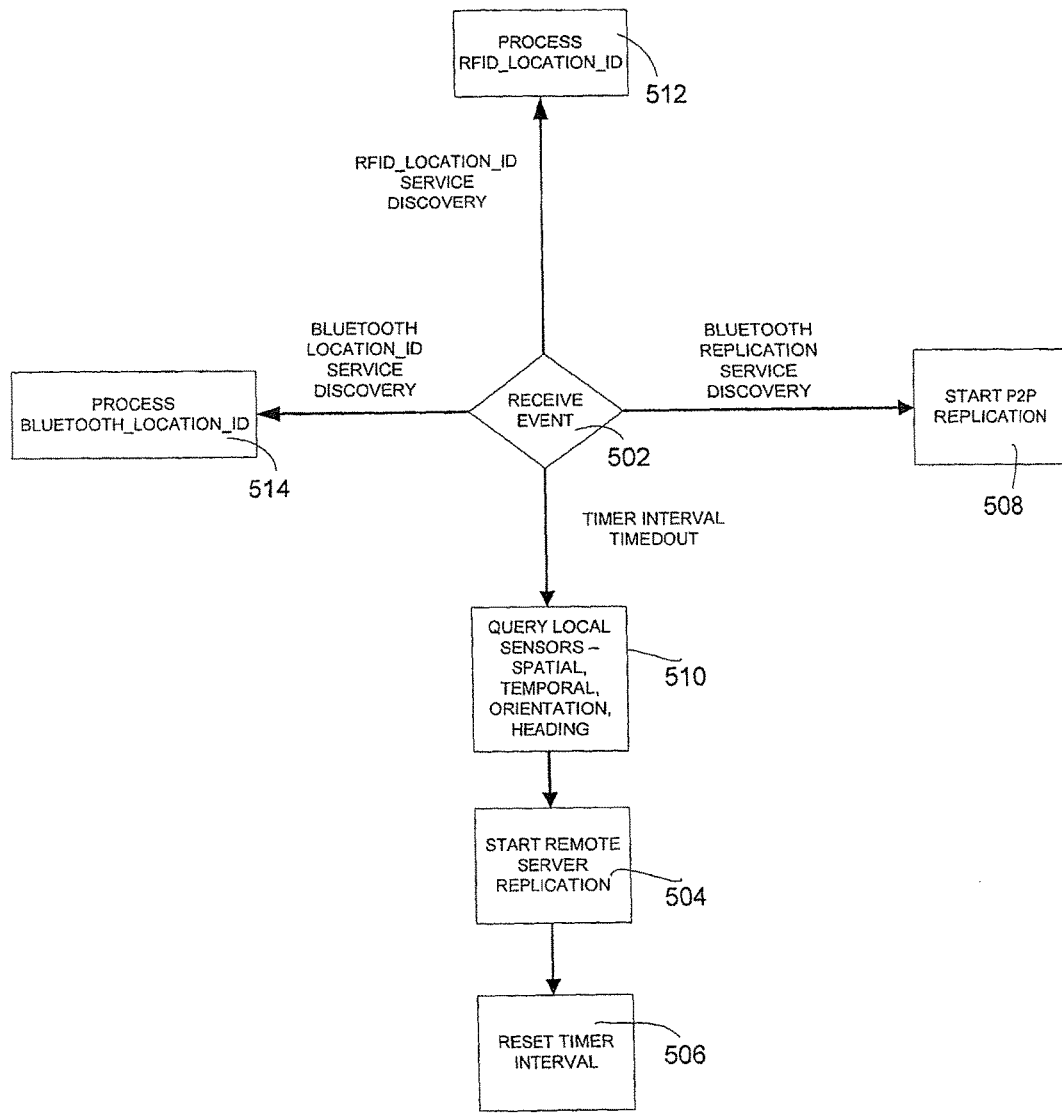 PROCESS
RFID_LOCATION_ID
512
RFID_LOCATION_ID
SERVICE
DISCOVERY
BLUETOOTH
LOCATION_ID
SERVICE
DISCOVERY
BLUETOOTH
REPLICATION
SERVICE
DISCOVERY
PROCESS
BLUETOOTH_LOCATION_ID
514
RECEIVE
EVENT
502
START P2P
REPLICATION
508
TIMER INTERVAL
TIMEDOUT
QUERY LOCAL
SENSORS –
SPATIAL,
TEMPORAL,
ORIENTATION,
HEADING
510
START REMOTE
SERVER
REPLICATION
504
RESET TIMER
INTERVAL
506